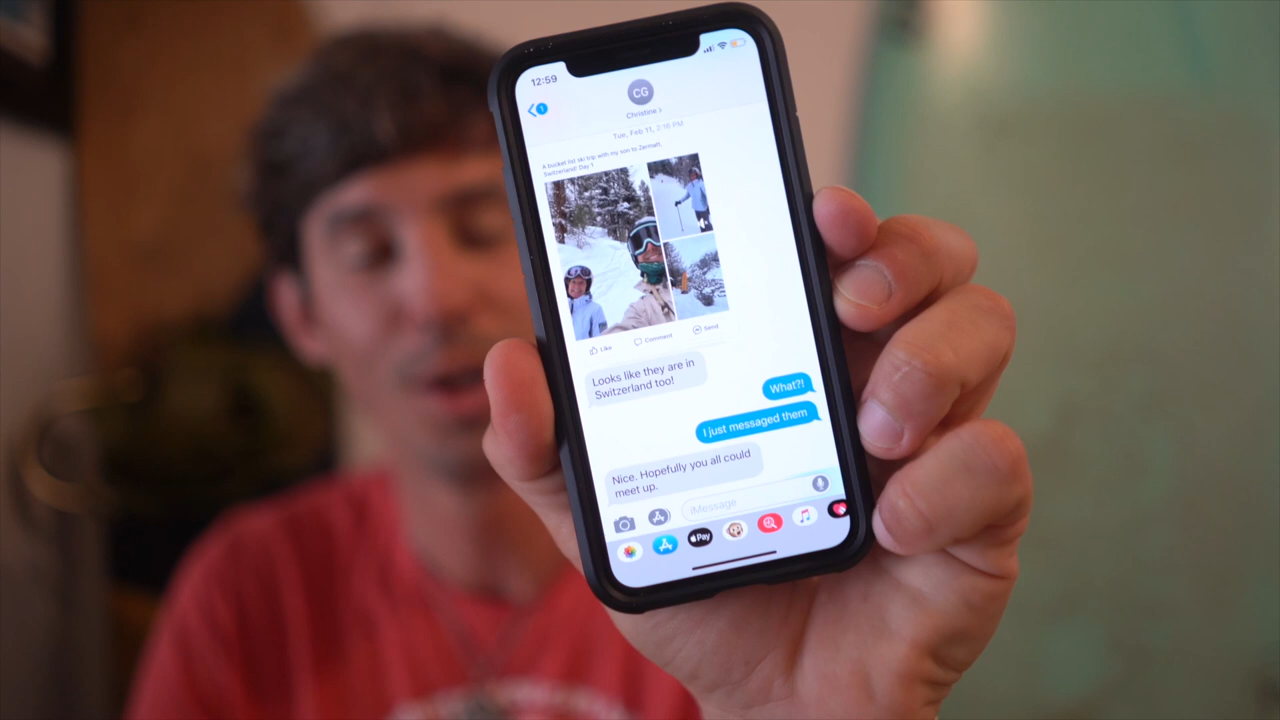 12:59
1
CG
Christine >
Tue, Feb 11, 2:16 PM
A bucket list ski trip with my son to Zermatt,
Switzerland! Day 1
Like Comment Send
Looks like they are in
Switzerland too!
What?!
I just messaged them
Nice. Hopefully you all could
meet up.
iMessage
Pay